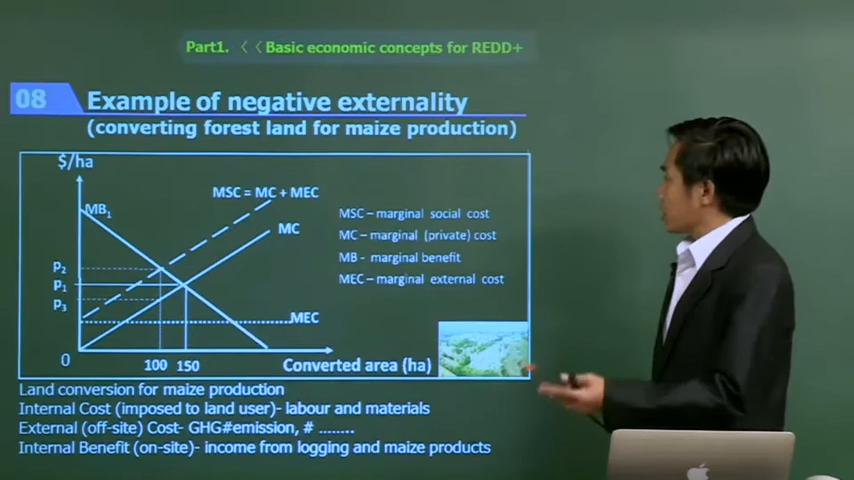 Part1. 〈〈 Basic economic concepts for REDD+
08
Example of negative externality
(converting forest land for maize production)
$/ha
MB1
MSC = MC + MEC
MC
MSC – marginal social cost
MC – marginal (private) cost
MB - marginal benefit
MEC – marginal external cost
p2
p1
p3
MEC
0
100 150
Converted area (ha)
Land conversion for maize production
Internal Cost (imposed to land user)- labour and materials
External (off-site) Cost- GHG#emission, # ........
Internal Benefit (on-site)- income from logging and maize products